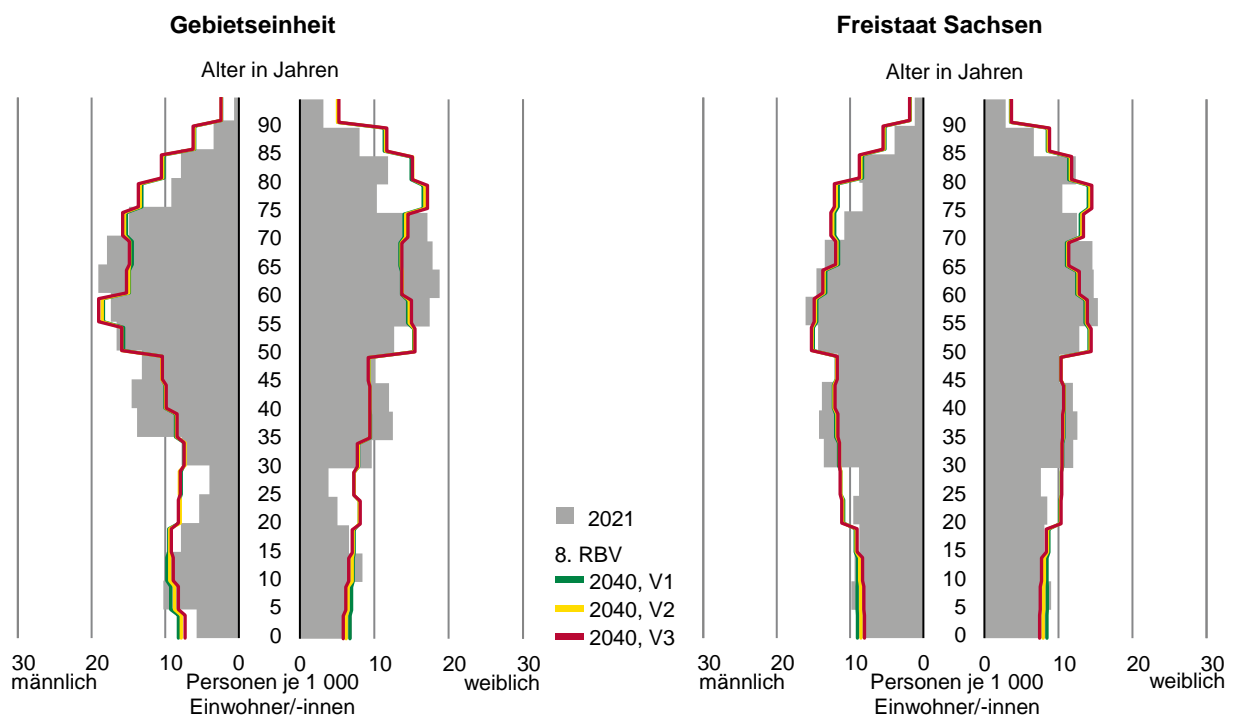 Gebietseinheit
Alter in Jahren
90
85
80
75
70
65
60
55
50
45
40
35
30
25
20
15
10
5
0
30 20 10 0 0 10 20 30
männlich Personen je 1 000 weiblich
Einwohner/-innen
2021
8. RBV
2040, V1
2040, V2
2040, V3
Freistaat Sachsen
Alter in Jahren
90
85
80
75
70
65
60
55
50
45
40
35
30
25
20
15
10
5
0
30 20 10 0 0 10 20 30
männlich Personen je 1 000 weiblich
Einwohner/-innen